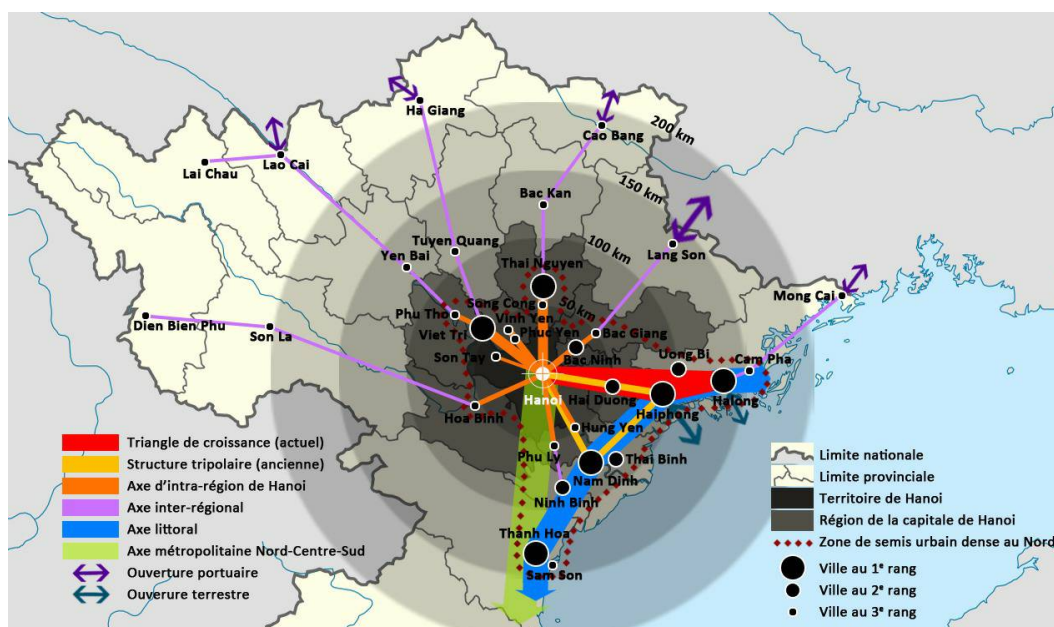 Ha Giang
200 km
Cao Bang
Lao Cai
Lai Chau
150 km
Bac Kan
100 km
Tuyen Quang
Lang Son
Yen Bai
Thai Nguyen
Mong Cai
Song Cong
50 km
Phu Tho
Vinh Yen
Dien Bien Phu
Viet Tri
Phuc Yen
Bac Giang
Son La
Son Tay
Bac Ninh
Uong Bi
Cam Pha
Hanoi
Hai Duong
Haiphong
Halong
Hoa Binh
Hung Yen
Phu Ly
Thai Binh
Nam Dinh
Ninh Binh
Thanh Hoa
Sam Son
Triangle de croissance (actuel)
Structure tripolaire (ancienne)
Axe d'intra-région de Hanoi
Axe inter-régional
Axe littoral
Axe métropolitaine Nord-Centre-Sud
Ouverture portuaire
Ouverure terrestre
Limite nationale
Limite provinciale
Territoire de Hanoi
Région de la capitale de Hanoi
Zone de semis urbain dense au Nord
Ville au 1e rang
Ville au 2e rang
Ville au 3e rang